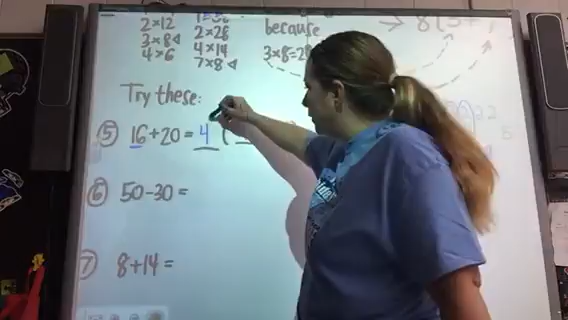 2×12
3×8
4×6
1×56
2×28
4×14
7×8
because
3×8=2
→ 8(3+7
Try these:
5 16+20 = 4 (
6 50-30 =
7 8+14 =